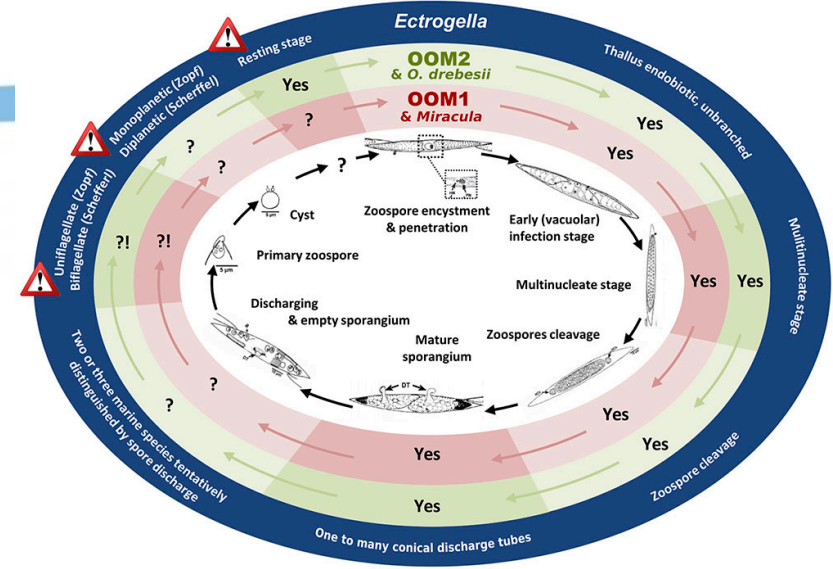 Ectrogella
OOM2
& O. drebesii
OOM1
& Miracula
Resting stage
Thallus endobiotic, unbranched
Monoplanetic (Zopf)
Diplanetic (Scherffel)
Uniflagellate (Zopf)
Biflagellate (Scheffel)
Mulitinucleate stage
Zoospore cleavage
One to many conical discharge tubes
Two or three marine species tentatively
distinguished by spore discharge
Yes
?
Yes
Yes
?
?
?!
?!
Yes
Yes
?
?
Yes
Yes
Yes
Yes
?
Zoospore encystment
& penetration
Early (vacuolar)
infection stage
Multinucleate stage
Zoospores cleavage
Mature
sporangium
DT
Discharging
& empty sporangium
Primary zoospore
5 µm
Cyst
5 µm